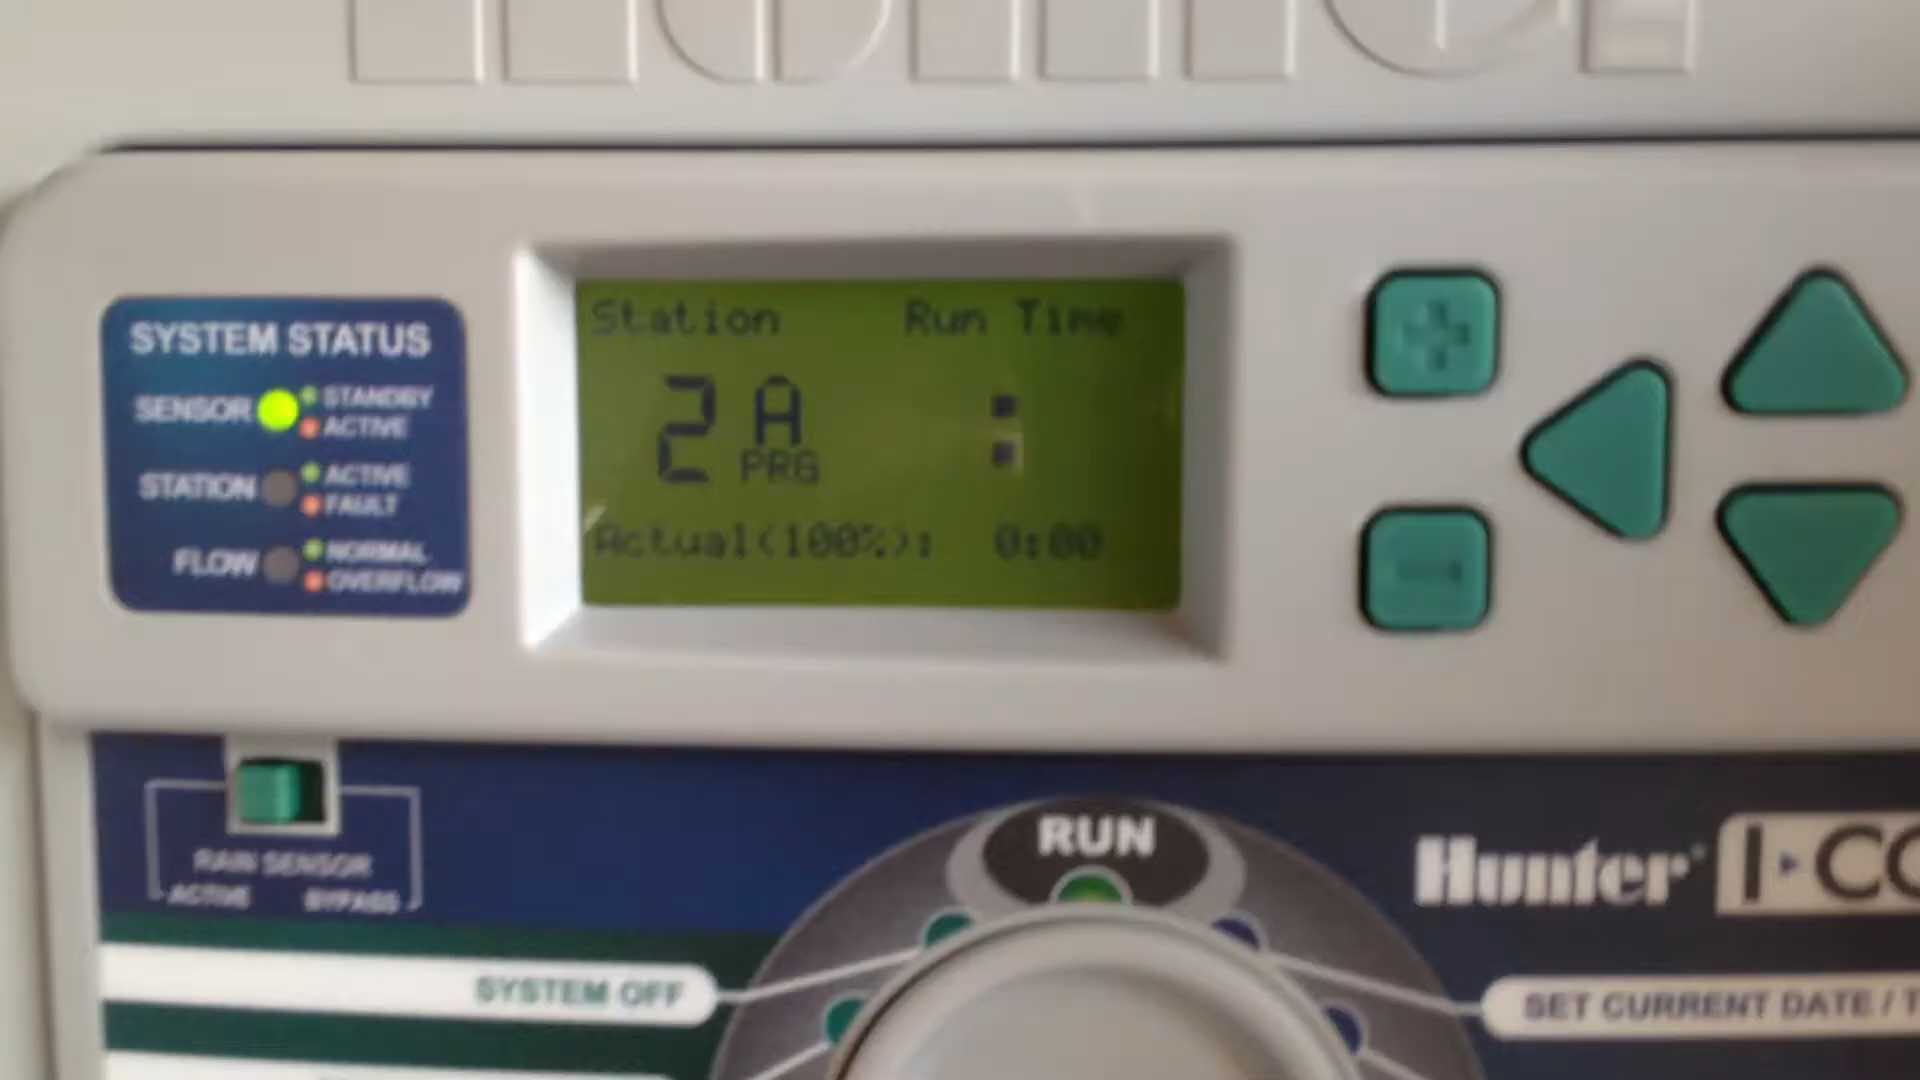 SYSTEM STATUS
SENSOR STANDBY
ACTIVE
STATION ACTIVE
FAULT
FLOW NORMAL
OVERFLOW
Station Run Time
2 A :
PRG
Actual(100%): 0:00
RAIN SENSOR
ACTIVE BYPASS
RUN
Hunter
SYSTEM OFF
SET CURRENT DATE / T